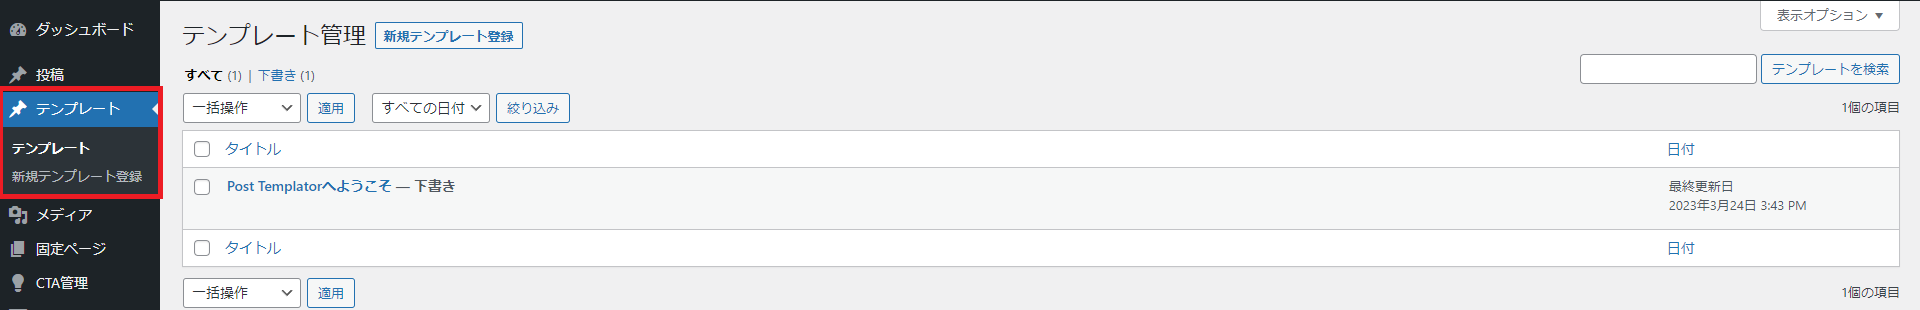 ダッシュボード
投稿
テンプレート
テンプレート
新規テンプレート登録
メディア
固定ページ
CTA管理
表示オプション ▼
テンプレート管理 新規テンプレート登録
すべて (1) | 下書き (1)
テンプレートを検索
一括操作 適用 すべての日付 絞り込み
1個の項目
タイトル 日付
Post Templatorへようこそ — 下書き
最終更新日
2023年3月24日 3:43 PM
タイトル 日付
一括操作 適用
1個の項目